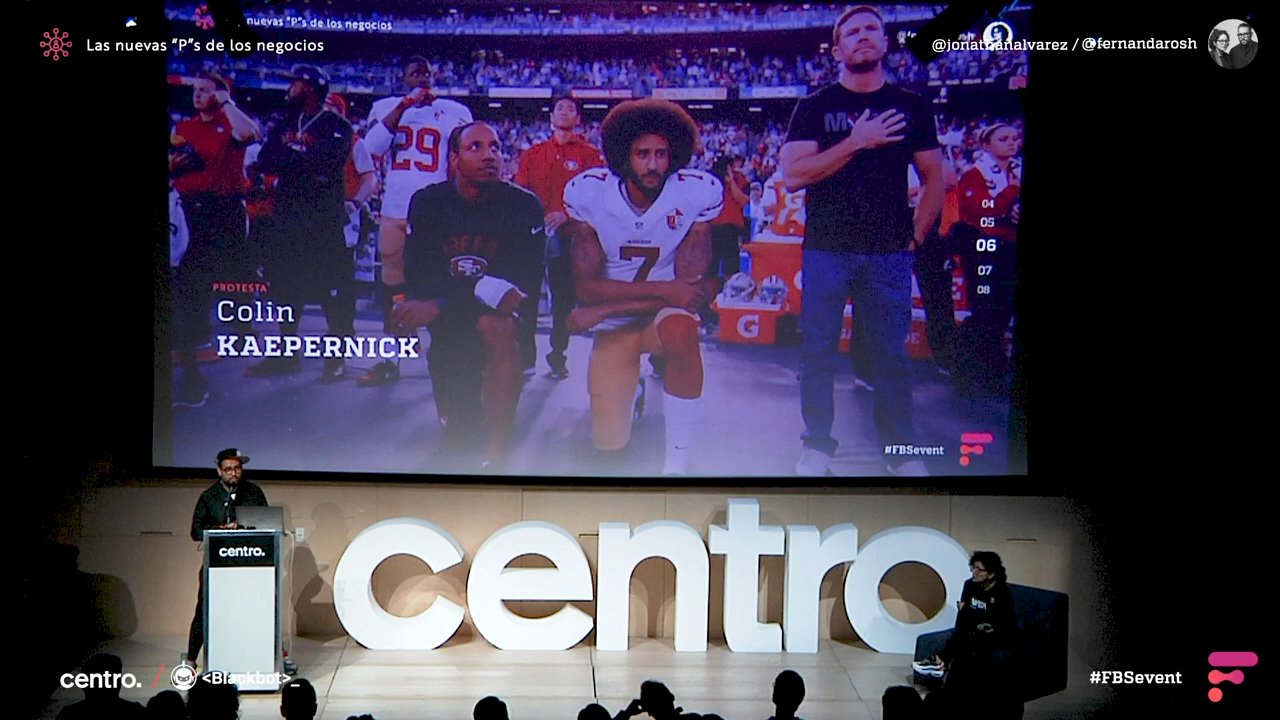 nuevas "P"s de los negocios
Las nuevas "P"s de los negocios
@jonathanalvarez / @fernandarosh
29
7
04
05
06
07
08
PROTESTA
Colin
KAEPERNICK
G
#FBSevent
centro.
centro
centro. / <Blackbot>_
#FBSevent